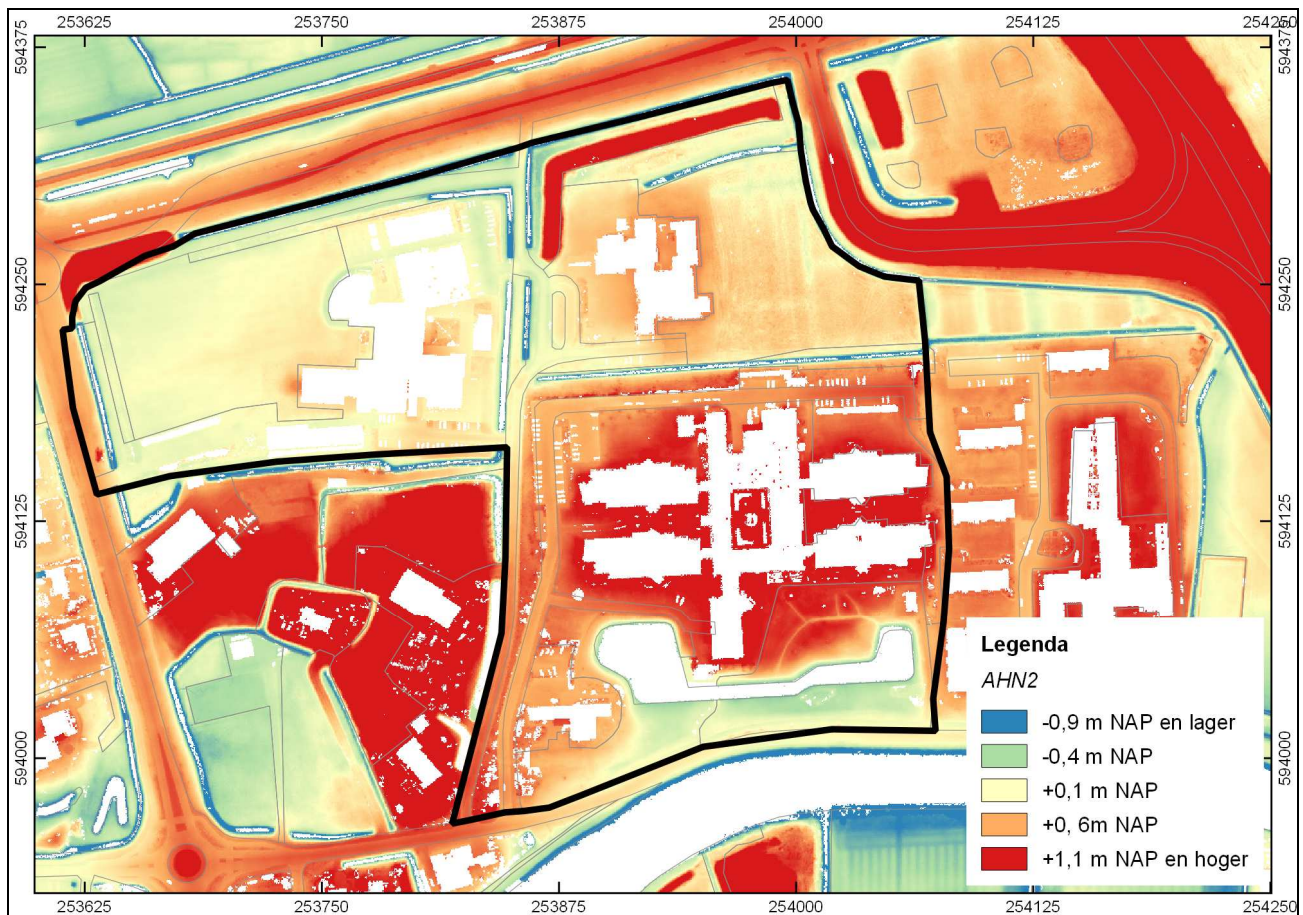 253625 253750 253875 254000 254125 254250
594375 594375
594250 594250
594125 594125
594000 594000
Legenda
AHN2
-0,9 m NAP en lager
-0,4 m NAP
+0,1 m NAP
+0, 6m NAP
+1,1 m NAP en hoger
253625 253750 253875 254000 254125 254250